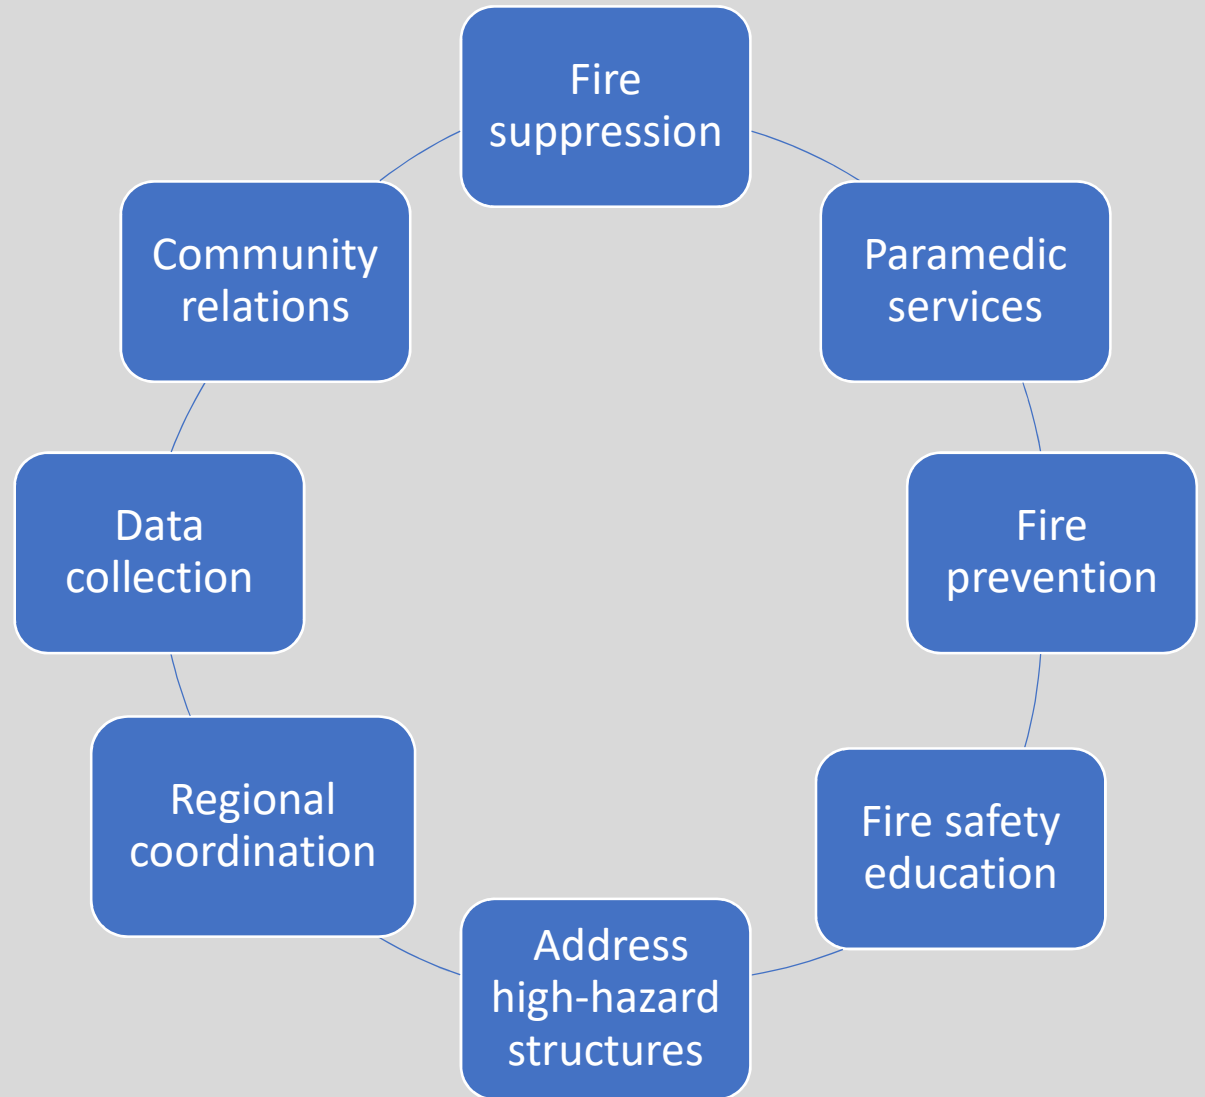 Fire
suppression
Paramedic
services
Fire
prevention
Fire safety
education
Address
high-hazard
structures
Regional
coordination
Data
collection
Community
relations